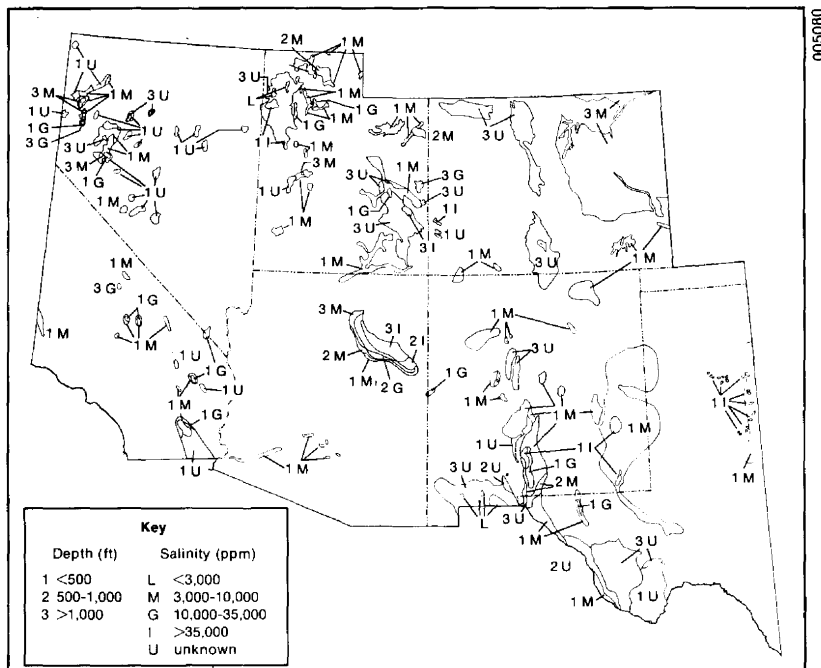 005080
2 M
1 M
1 U
3 U
3 M
1 M
3 U
L
1 M
1 G
1 M
1 G
1 M
1 U
1 G
3 G
1 U
3 U
1 M
2 M
3 U
3 M
3 U
1 M
3 M
1 G
1 U
1 I
1 M
3 M
1 U
3 U
1 M
3 G
3 U
1 M
1 U
1 M
1 G
3 U
1 I
1 U
3 I
1 M
1 M
3 U
1 M
1 M
3 G
1 G
1 M
1 M
3 M
3 I
2 I
2 M
1 M
2 G
1 M
3 U
1 U
1 G
1 U
1 M
1 G
1 G
1 M
1 M
1 I
1 M
1 U
1 I
1 G
2 M
1 M
1 U
1 M
3 U
2 U
L
3 U
1 G
1 M
3 U
2 U
1 M
1 U
Key
Depth (ft) Salinity (ppm)
1 <500 L <3,000
2 500-1,000 M 3,000-10,000
3 >1,000 G 10,000-35,000
I >35,000
U unknown